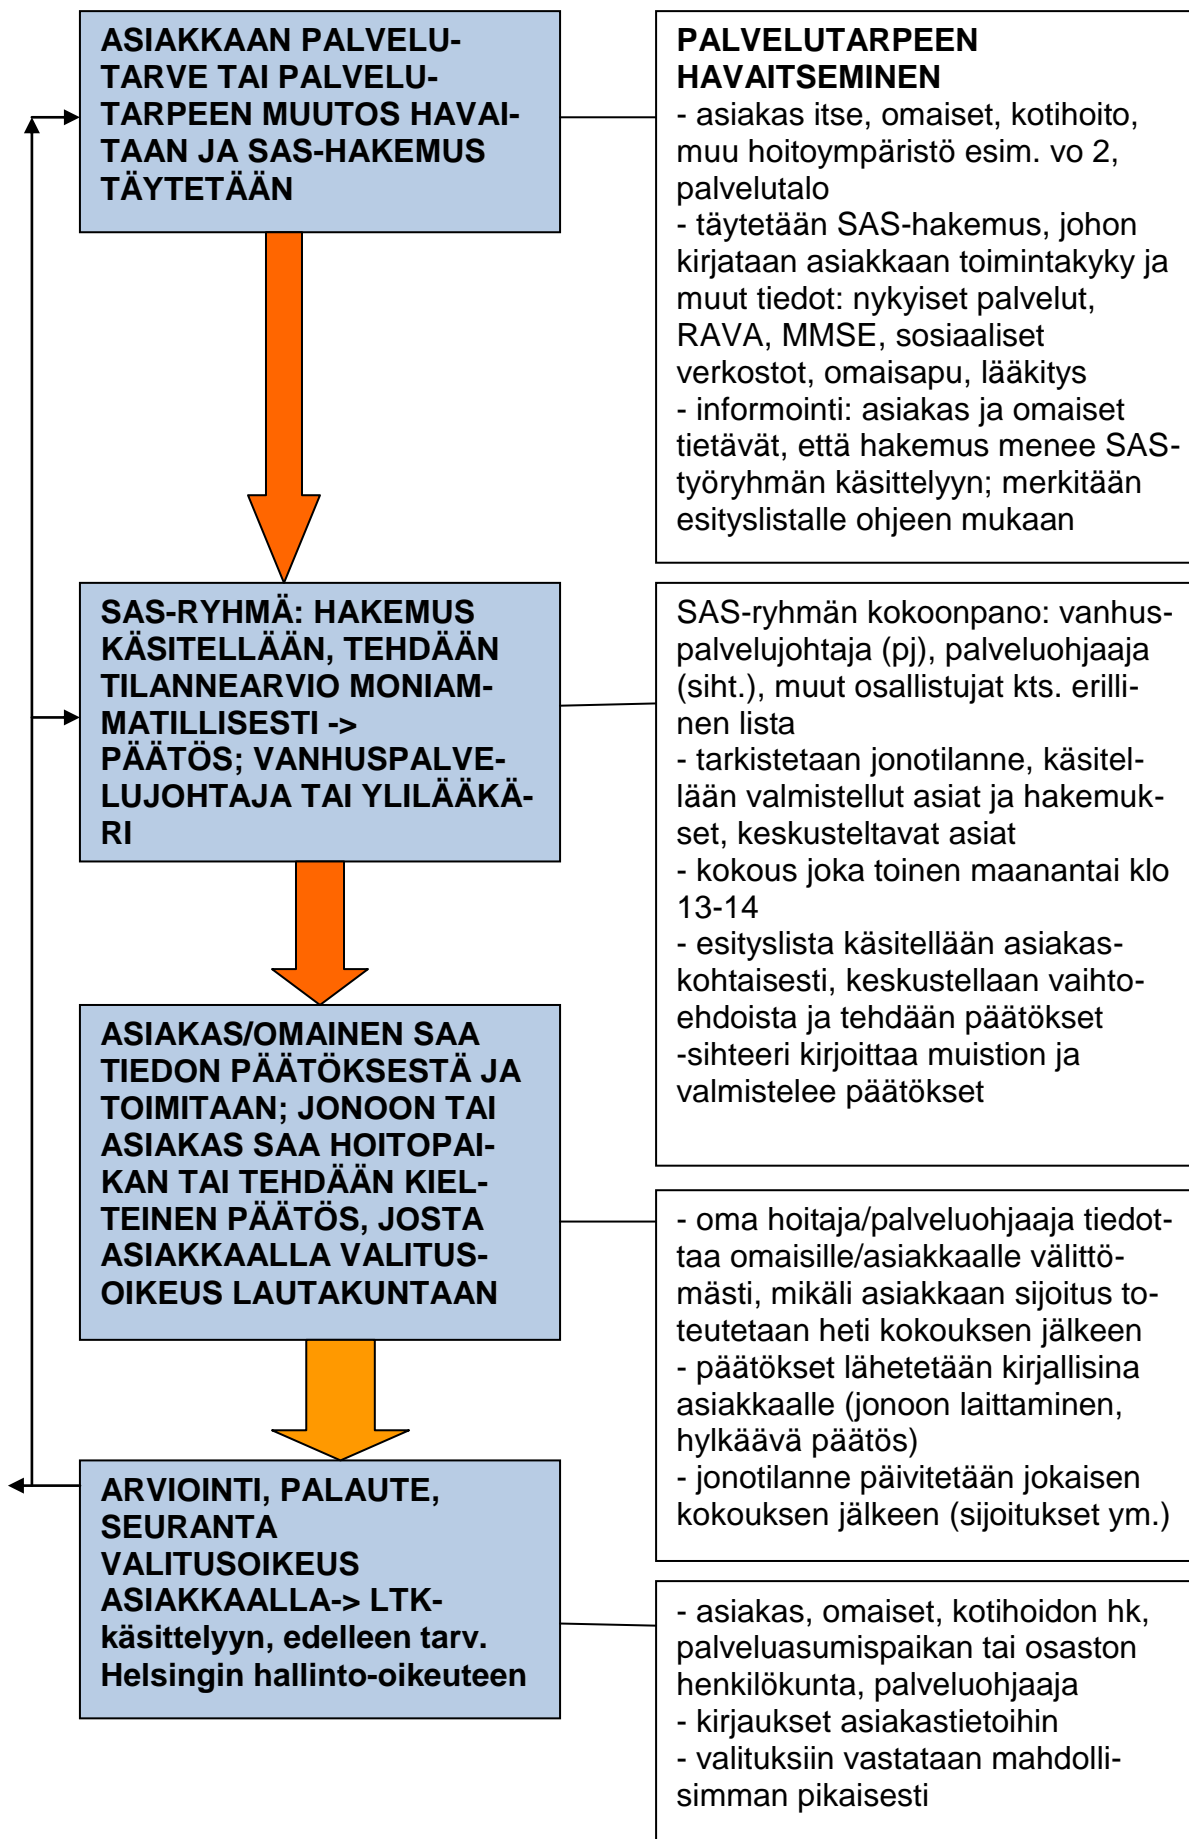 ASIAKKAAN PALVELU-
TARVE TAI PALVELU-
TARPEEN MUUTOS HAVAI-
TAAN JA SAS-HAKEMUS
TÄYTETÄÄN
PALVELUTARPEEN
HAVAITSEMINEN
- asiakas itse, omaiset, kotihoito,
muu hoitoympäristö esim. vo 2,
palvelutalo
- täytetään SAS-hakemus, johon
kirjataan asiakkaan toimintakyky ja
muut tiedot: nykyiset palvelut,
RAVA, MMSE, sosiaaliset
verkostot, omaisapu, lääkitys
- informointi: asiakas ja omaiset
tietävät, että hakemus menee SAS-
työryhmän käsittelyyn; merkitään
esityslistalle ohjeen mukaan
SAS-RYHMÄ: HAKEMUS
KÄSITELLÄÄN, TEHDÄÄN
TILANNEARVIO MONIAM-
MATILLISESTI ->
PÄÄTÖS; VANHUSPALVE-
LUJOHTAJA TAI YLILÄÄKÄ-
RI
SAS-ryhmän kokoonpano: vanhus-
palvelujohtaja (pj), palveluohjaaja
(siht.), muut osallistujat kts. erilli-
nen lista
- tarkistetaan jonotilanne, käsitel-
lään valmistellut asiat ja hakemuk-
set, keskusteltavat asiat
- kokous joka toinen maanantai klo
13-14
- esityslista käsitellään asiakas-
kohtaisesti, keskustellaan vaihto-
ehdoista ja tehdään päätökset
-sihteeri kirjoittaa muistion ja
valmistelee päätökset
ASIAKAS/OMAINEN SAA
TIEDON PÄÄTÖKSESTÄ JA
TOIMITAAN; JONOON TAI
ASIAKAS SAA HOITOPAI-
KAN TAI TEHDÄÄN KIEL-
TEINEN PÄÄTÖS, JOSTA
ASIAKKAALLA VALITUS-
OIKEUS LAUTAKUNTAAN
- oma hoitaja/palveluohjaaja tiedot-
taa omaisille/asiakkaalle välittö-
mästi, mikäli asiakkaan sijoitus to-
teutetaan heti kokouksen jälkeen
- päätökset lähetetään kirjallisina
asiakkaalle (jonoon laittaminen,
hylkäävä päätös)
- jonotilanne päivitetään jokaisen
kokouksen jälkeen (sijoitukset ym.)
ARVIOINTI, PALAUTE,
SEURANTA
VALITUSOIKEUS
ASIAKKAALLA-> LTK-
käsittelyyn, edelleen tarv.
Helsingin hallinto-oikeuteen
- asiakas, omaiset, kotihoidon hk,
palveluasumispaikan tai osaston
henkilökunta, palveluohjaaja
- kirjaukset asiakastietoihin
- valituksiin vastataan mahdolli-
simman pikaisesti